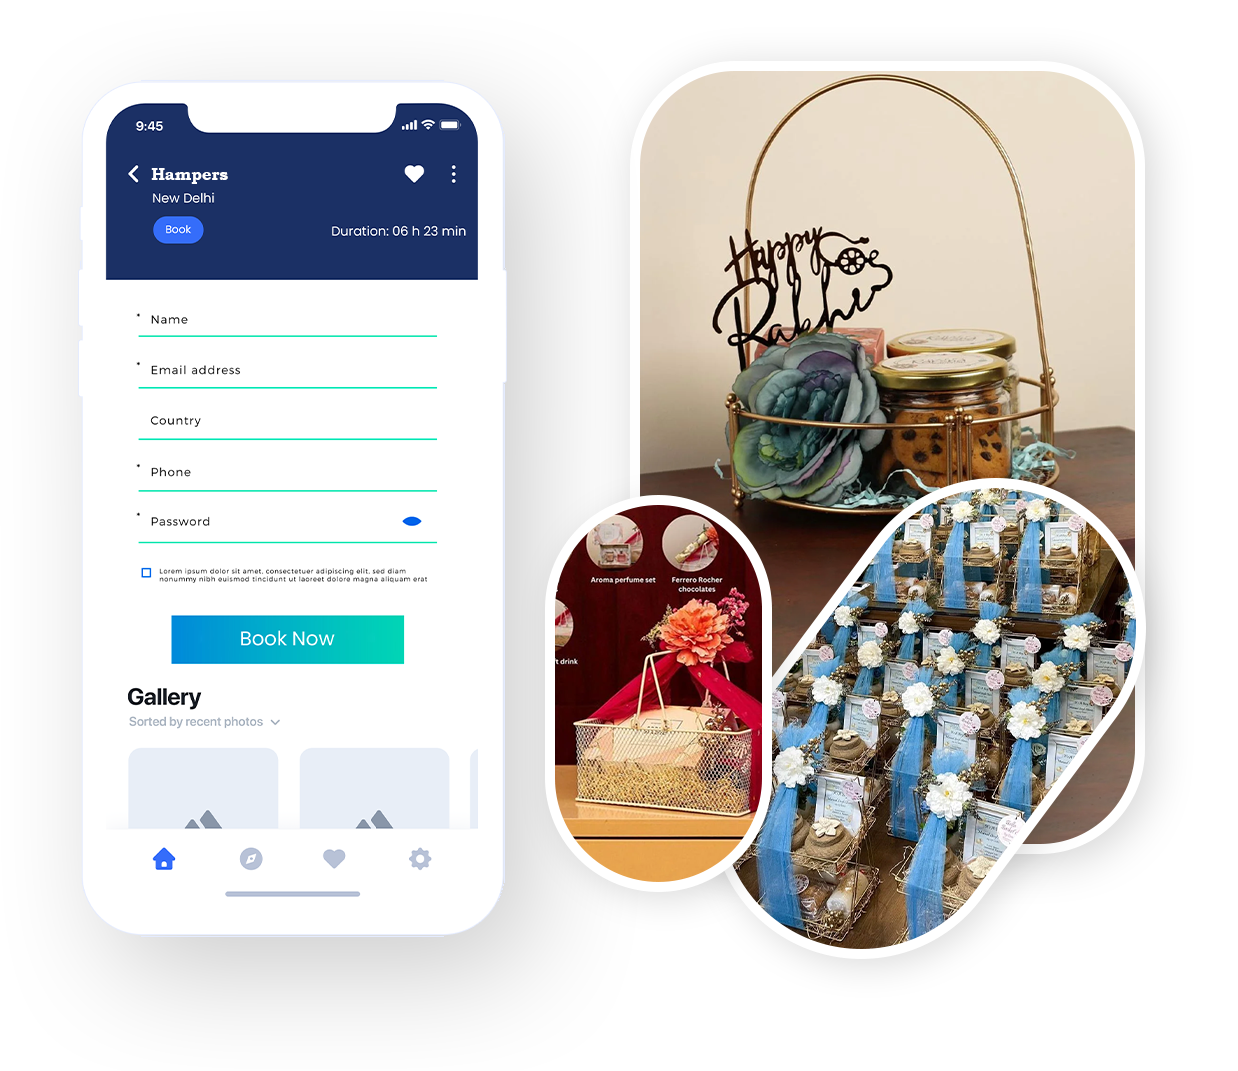 9:45
Hampers
New Delhi
Book
Duration: 06 h 23 min
* Name
* Email address
Country
* Phone
* Password
Lorem ipsum dolor sit amet, consectetuer adipiscing elit, sed diam
nonummy nibh euismod tincidunt ut laoreet dolore magna aliquam erat
Book Now
Gallery
Sorted by recent photos
Happy
Rakhi
Aroma perfume set
Ferrero Rocher
chocolates
t drink